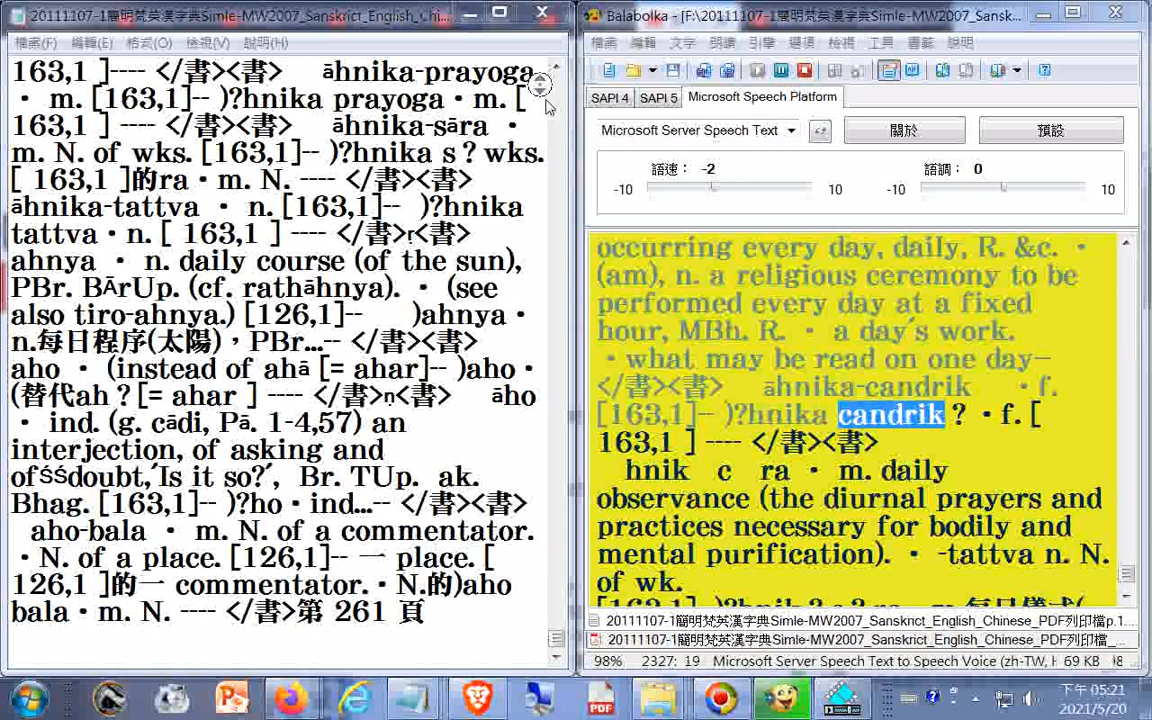 20111107-1簡明梵英漢字典Simle-MW2007_Sanskrict_English_Chi...
檔案(F) 編輯(E) 格式(O) 檢視(V) 說明(H)
163,1 ]---- </書><書> āhnika-prayoga
‧ m. [163,1]-- )?hnika prayoga‧m. [
163,1 ] ---- </書><書> āhnika-sāra ‧
m. N. of wks. [163,1]-- )?hnika s ? wks.
[ 163,1 ]的ra‧m. N. ---- </書><書>
āhnika-tattva ‧ n. [163,1]-- )?hnika
tattva‧n. [ 163,1 ] ---- </書>ṛ<書>
ahnya ‧ n. daily course (of the sun),
PBr. BĀrUp. (cf. rathāhnya). ‧ (see
also tiro-ahnya.) [126,1]-- )ahnya‧
n.每日程序(太陽)，PBr...-- </書><書>
aho ‧ (instead of ahā [= ahar]-- )aho‧
(替代ah ? [= ahar ] ---- </書>ṇ<書> āho
‧ ind. (g. cādi, Pā. 1-4,57) an
interjection, of asking and
ofśśdoubt,'Is it so?', Br. TUp. ak.
Bhag. [163,1]-- )?ho‧ind...-- </書><書>
aho-bala ‧ m. N. of a commentator.
‧N. of a place. [126,1]-- 一 place. [
126,1 ]的一 commentator.‧N.的)aho
bala‧m. N. ---- </書>第 261 頁
Balabolka - [F:\20111107-1簡明梵英漢字典Simle-MW2007_Sansk...
檔案 編輯 文字 朗讀 引擎 選項 檢視 工具 書籤 說明
SAPI 4 SAPI 5 Microsoft Speech Platform
Microsoft Server Speech Text 關於 預設
語速： -2 語調： 0
-10 10 -10 10
occurring every day, daily, R. &c. ‧
(am), n. a religious ceremony to be
performed every day at a fixed
hour, MBh. R. ‧ a day's work.
‧what may be read on one day—
</書><書> āhnika-candrik ‧f.
[163,1]-- )?hnika candrik ? ‧f. [
163,1 ] ---- </書><書>
hnik c ra ‧ m. daily
observance (the diurnal prayers and
practices necessary for bodily and
mental purification). ‧ -tattva n. N.
of wk.
20111107-1簡明梵英漢字典Simle-MW2007_Sanskrict_English_Chinese_PDF列印檔p.1...
20111107-1簡明梵英漢字典Simle-MW2007_Sanskrict_English_Chinese_PDF列印檔_...
98% 2327: 19 Microsoft Server Speech Text to Speech Voice (zh-TW, 69 KB
下午 05:21
2021/5/20